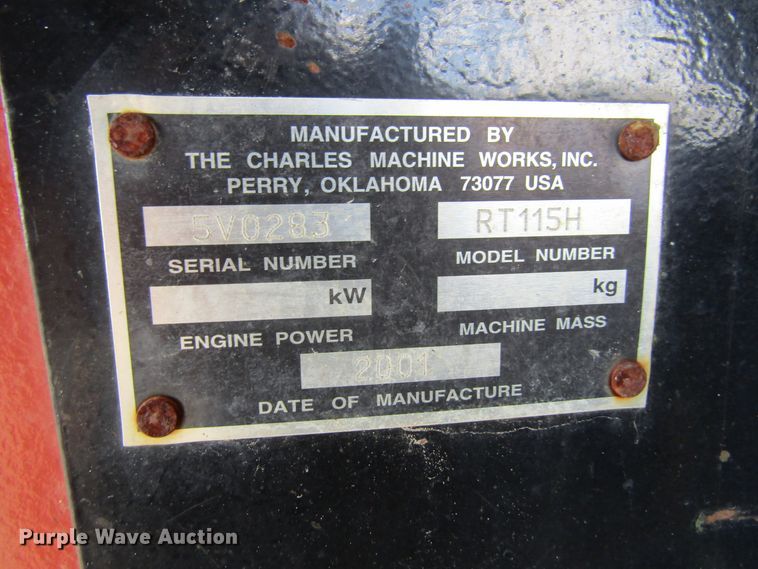 MANUFACTURED BY
THE CHARLES MACHINE WORKS, INC.
PERRY, OKLAHOMA 73077 USA
5V0283 RT115H
SERIAL NUMBER MODEL NUMBER
kW kg
ENGINE POWER MACHINE MASS
2001
DATE OF MANUFACTURE
Purple Wave Auction